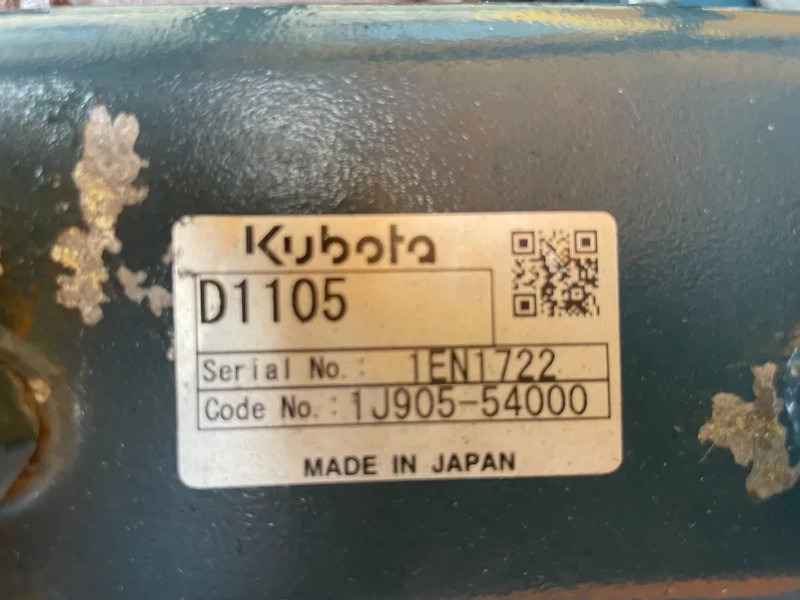 Kubota
D1105
Serial No.: 1EN1722
Code No.: 1J905-54000
MADE IN JAPAN